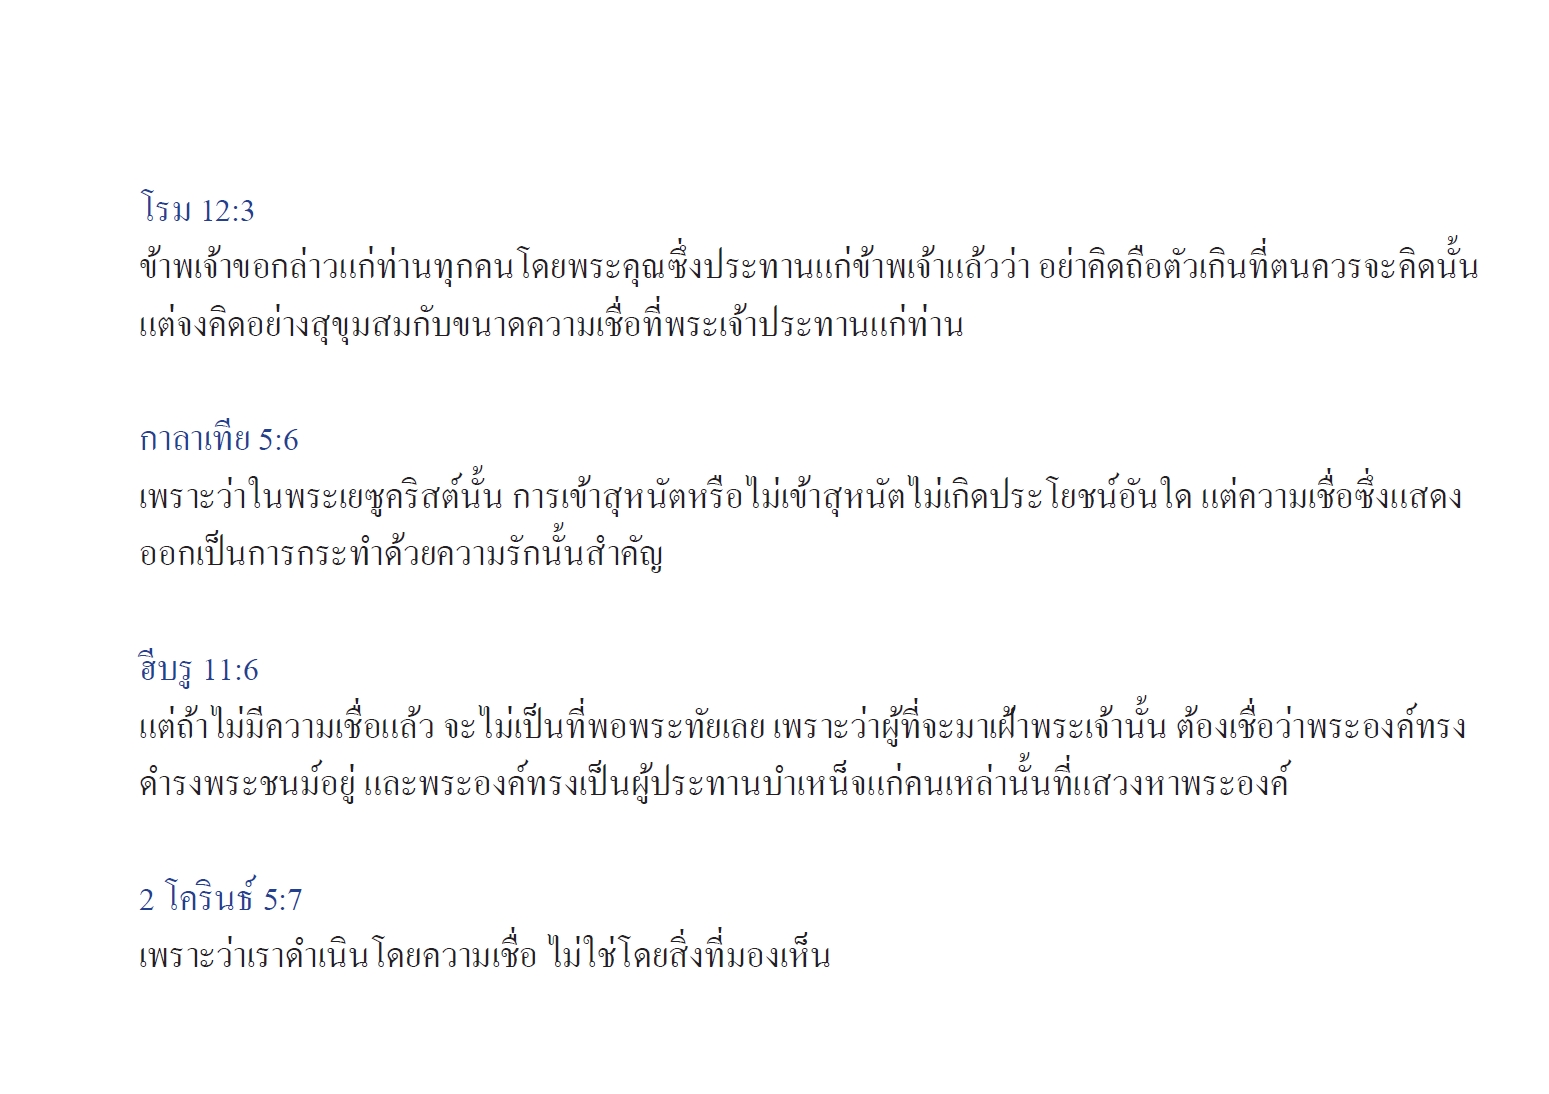 โรม 12:3
ข้าพเจ้าขอกล่าวแก่ท่านทุกคนโดยพระคุณซึ่งประทานแก่ข้าพเจ้าแล้วว่า อย่าคิดถือตัวเกินที่ตนควรจะคิดนั้น
แต่จงคิดอย่างสุขุมสมกับขนาดความเชื่อที่พระเจ้าประทานแก่ท่าน
กาลาเทีย 5:6
เพราะว่าในพระเยซูคริสต์นั้น การเข้าสุหนัตหรือไม่เข้าสุหนัตไม่เกิดประโยชน์อันใด แต่ความเชื่อซึ่งแสดง
ออกเป็นการกระทำด้วยความรักนั้นสำคัญ
ฮีบรู 11:6
แต่ถ้าไม่มีความเชื่อแล้ว จะไม่เป็นที่พอพระทัยเลย เพราะว่าผู้ที่จะมาเฝ้าพระเจ้านั้น ต้องเชื่อว่าพระองค์ทรง
ดำรงพระชนม์อยู่ และพระองค์ทรงเป็นผู้ประทานบำเหน็จแก่คนเหล่านั้นที่แสวงหาพระองค์
2 โครินธ์ 5:7
เพราะว่าเราดำเนินโดยความเชื่อ ไม่ใช่โดยสิ่งที่มองเห็น